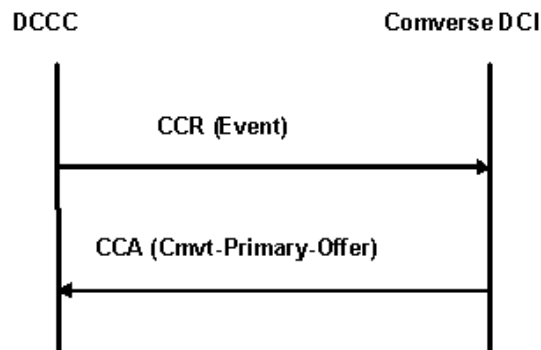 DCCC
Comverse DCI
CCR (Event)
CCA (Cmvt-Primary-Offer)